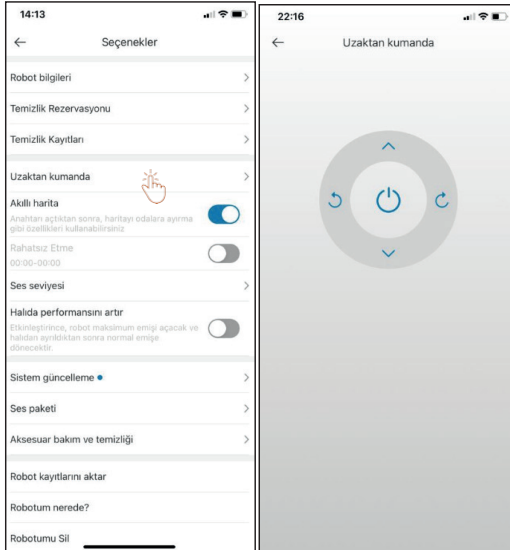 14:13
Seçenekler
Robot bilgileri
Temizlik Rezervasyonu
Temizlik Kayıtları
Uzaktan kumanda
Akıllı harita
Anahtarı açtıktan sonra, haritayı odalara ayırma
gibi özellikleri kullanabilirsiniz
Rahatsız Etme
00:00-00:00
Ses seviyesi
Halıda performansını artır
Etkinleştirince, robot maksimum emişi açacak ve
halıdan ayrıldıktan sonra normal emişe
dönecektir.
Sistem güncelleme
Ses paketi
Aksesuar bakım ve temizliği
Robot kayıtlarını aktar
Robotum nerede?
Robotumu Sil
22:16
Uzaktan kumanda